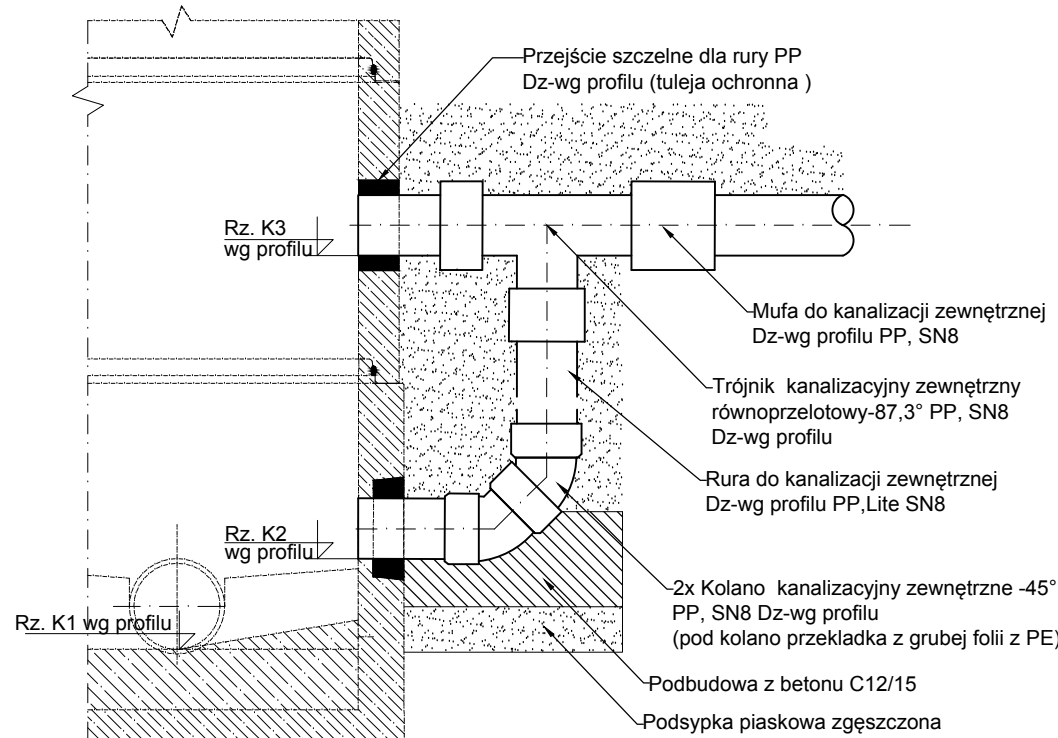 Przejście szczelne dla rury PP
Dz-wg profilu (tuleja ochronna )
Rz. K3
wg profilu
Mufa do kanalizacji zewnętrznej
Dz-wg profilu PP, SN8
Trójnik kanalizacyjny zewnętrzny
równoprzelotowy-87,3° PP, SN8
Dz-wg profilu
Rura do kanalizacji zewnętrznej
Dz-wg profilu PP,Lite SN8
Rz. K2
wg profilu
2x Kolano kanalizacyjny zewnętrzne -45°
PP, SN8 Dz-wg profilu
(pod kolano przekladka z grubej folii z PE)
Rz. K1 wg profilu
Podbudowa z betonu C12/15
Podsypka piaskowa zgęszczona